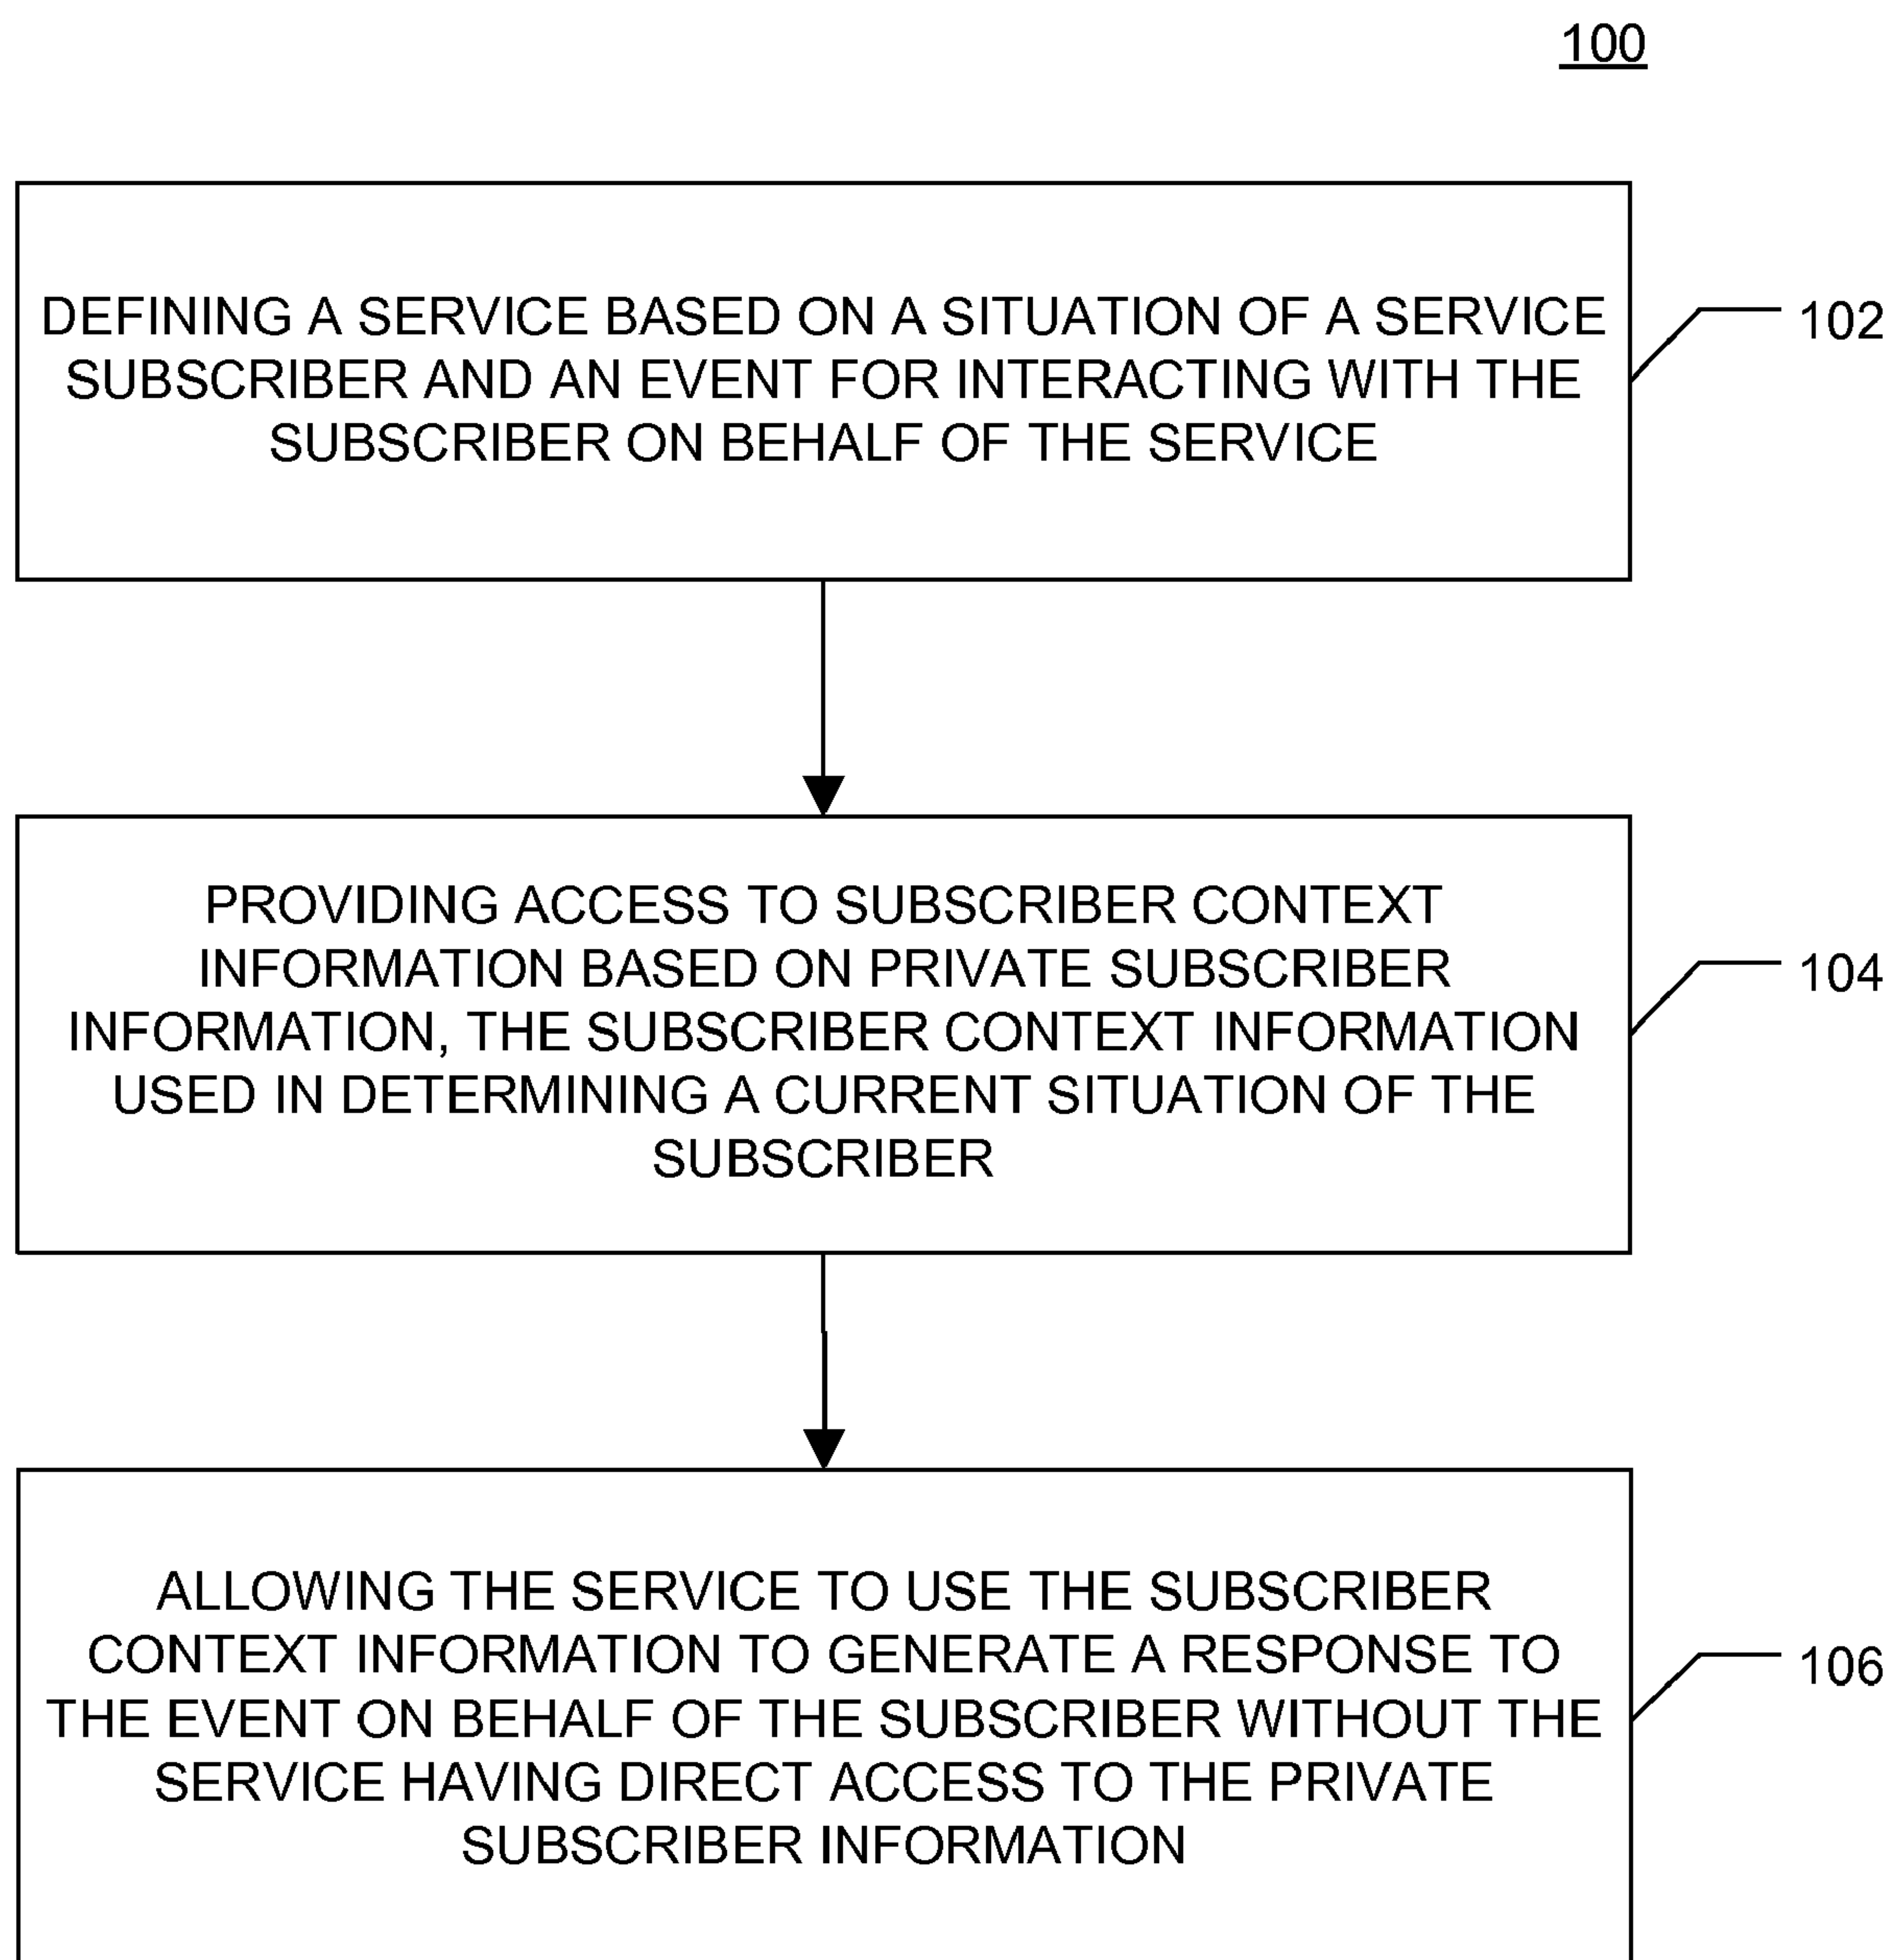 100
DEFINING A SERVICE BASED ON A SITUATION OF A SERVICE
SUBSCRIBER AND AN EVENT FOR INTERACTING WITH THE
SUBSCRIBER ON BEHALF OF THE SERVICE
102
PROVIDING ACCESS TO SUBSCRIBER CONTEXT
INFORMATION BASED ON PRIVATE SUBSCRIBER
INFORMATION, THE SUBSCRIBER CONTEXT INFORMATION
USED IN DETERMINING A CURRENT SITUATION OF THE
SUBSCRIBER
104
ALLOWING THE SERVICE TO USE THE SUBSCRIBER
CONTEXT INFORMATION TO GENERATE A RESPONSE TO
THE EVENT ON BEHALF OF THE SUBSCRIBER WITHOUT THE
SERVICE HAVING DIRECT ACCESS TO THE PRIVATE
SUBSCRIBER INFORMATION
106